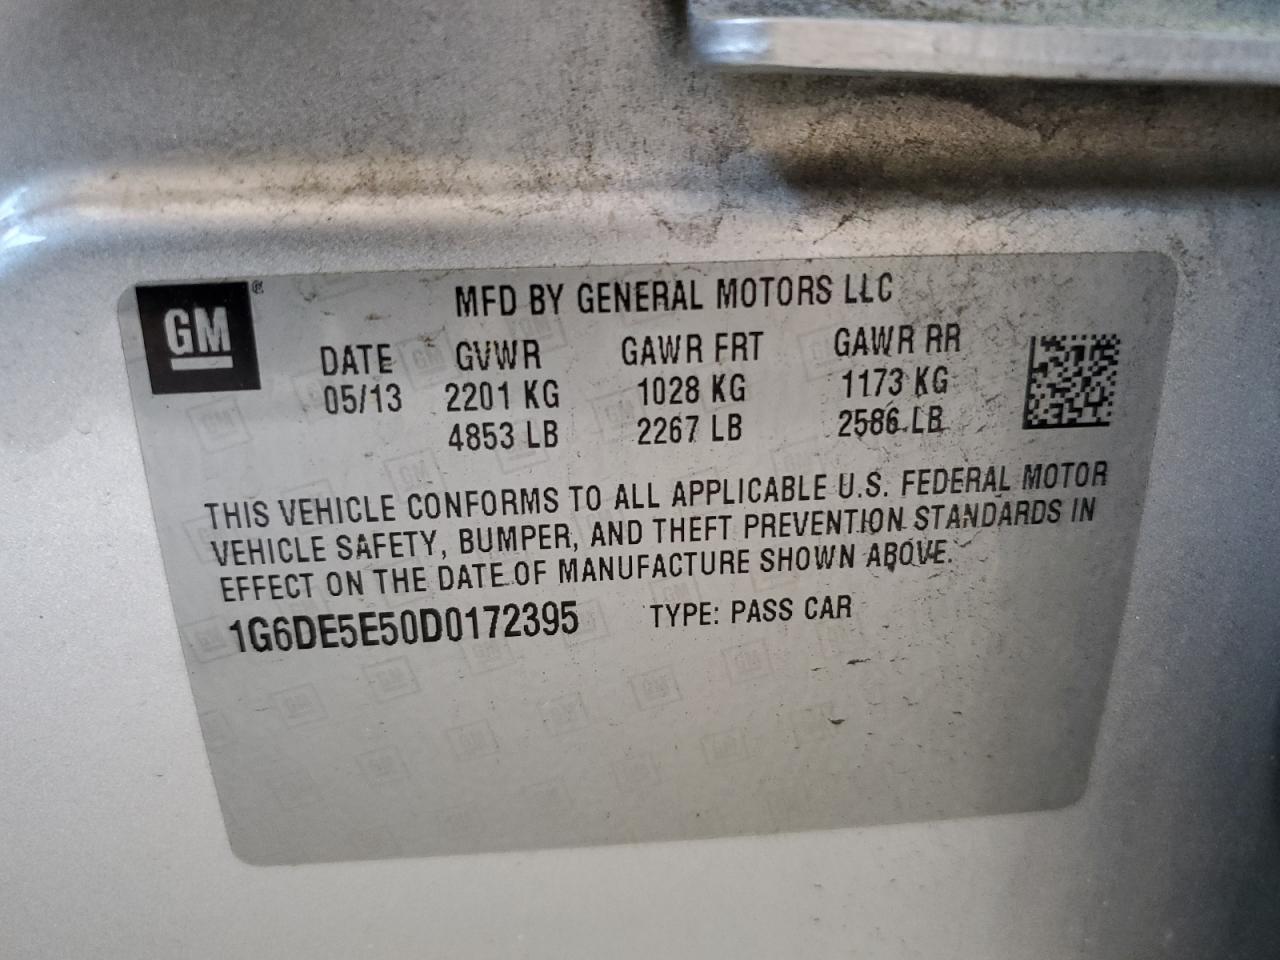 GM ®
MFD BY GENERAL MOTORS LLC
DATE GVWR GAWR FRT GAWR RR
05/13 2201 KG 1028 KG 1173 KG
4853 LB 2267 LB 2586 LB
THIS VEHICLE CONFORMS TO ALL APPLICABLE U.S. FEDERAL MOTOR
VEHICLE SAFETY, BUMPER, AND THEFT PREVENTION STANDARDS IN
EFFECT ON THE DATE OF MANUFACTURE SHOWN ABOVE.
1G6DE5E50D0172395 TYPE: PASS CAR